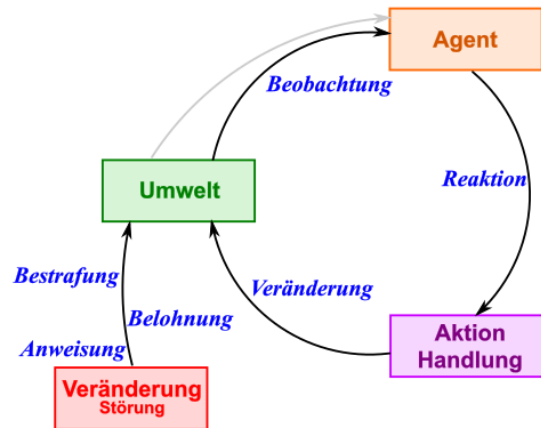 Agent
Beobachtung
Umwelt
Reaktion
Bestrafung
Veränderung
Belohnung
Anweisung
Aktion
Handlung
Veränderung
Störung